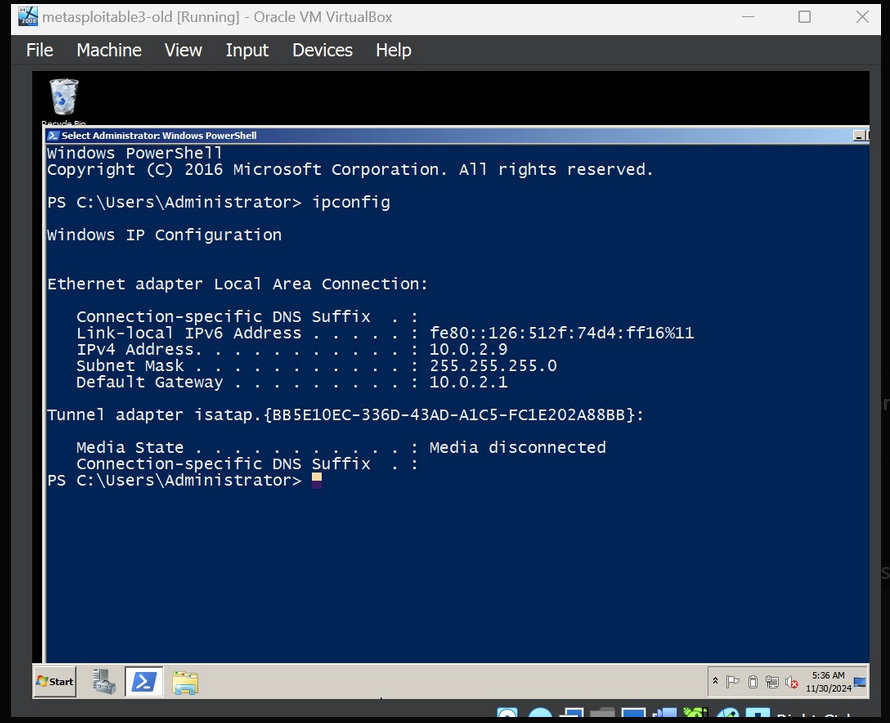 metasploitable3-old [Running] - Oracle VM VirtualBox
File Machine View Input Devices Help
Recycle Bin
Select Administrator: Windows PowerShell
Windows PowerShell
Copyright (C) 2016 Microsoft Corporation. All rights reserved.
PS C:\Users\Administrator> ipconfig
Windows IP Configuration
Ethernet adapter Local Area Connection:
Connection-specific DNS Suffix . :
Link-local IPv6 Address . . . . . : fe80::126:512f:74d4:ff16%11
IPv4 Address. . . . . . . . . . . : 10.0.2.9
Subnet Mask . . . . . . . . . . . : 255.255.255.0
Default Gateway . . . . . . . . . : 10.0.2.1
Tunnel adapter isatap.{BB5E10EC-336D-43AD-A1C5-FC1E202A88BB}:
Media State . . . . . . . . . . . : Media disconnected
Connection-specific DNS Suffix . :
PS C:\Users\Administrator>
Start
5:36 AM
11/30/2024
Right Ctrl